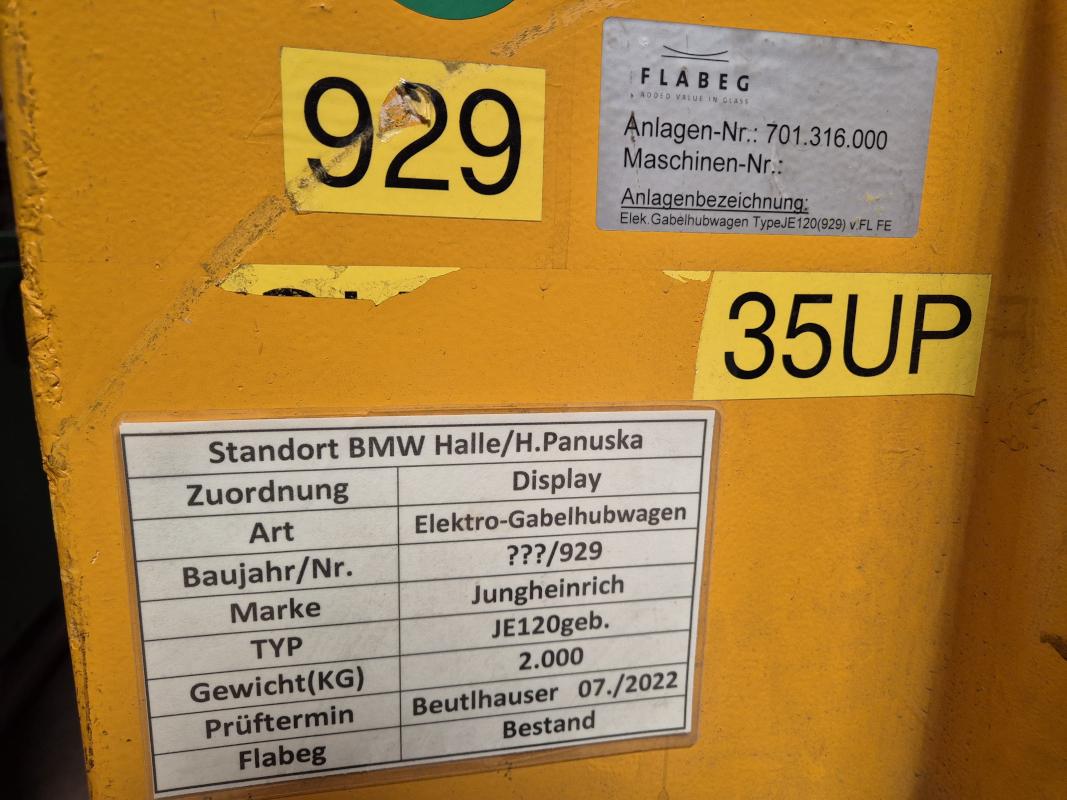 929
FLABEG
ADDED VALUE IN GLASS
Anlagen-Nr.: 701.316.000
Maschinen-Nr.:
Anlagenbezeichnung:
Elek.Gabelhubwagen TypeJE120(929) v.FL FE
35UP
Standort BMW Halle/H.Panuska
Zuordnung Display
Art Elektro-Gabelhubwagen
Baujahr/Nr. ???/929
Marke Jungheinrich
TYP JE120geb.
Gewicht(KG) 2.000
Prüftermin Beutlhauser 07./2022
Flabeg Bestand